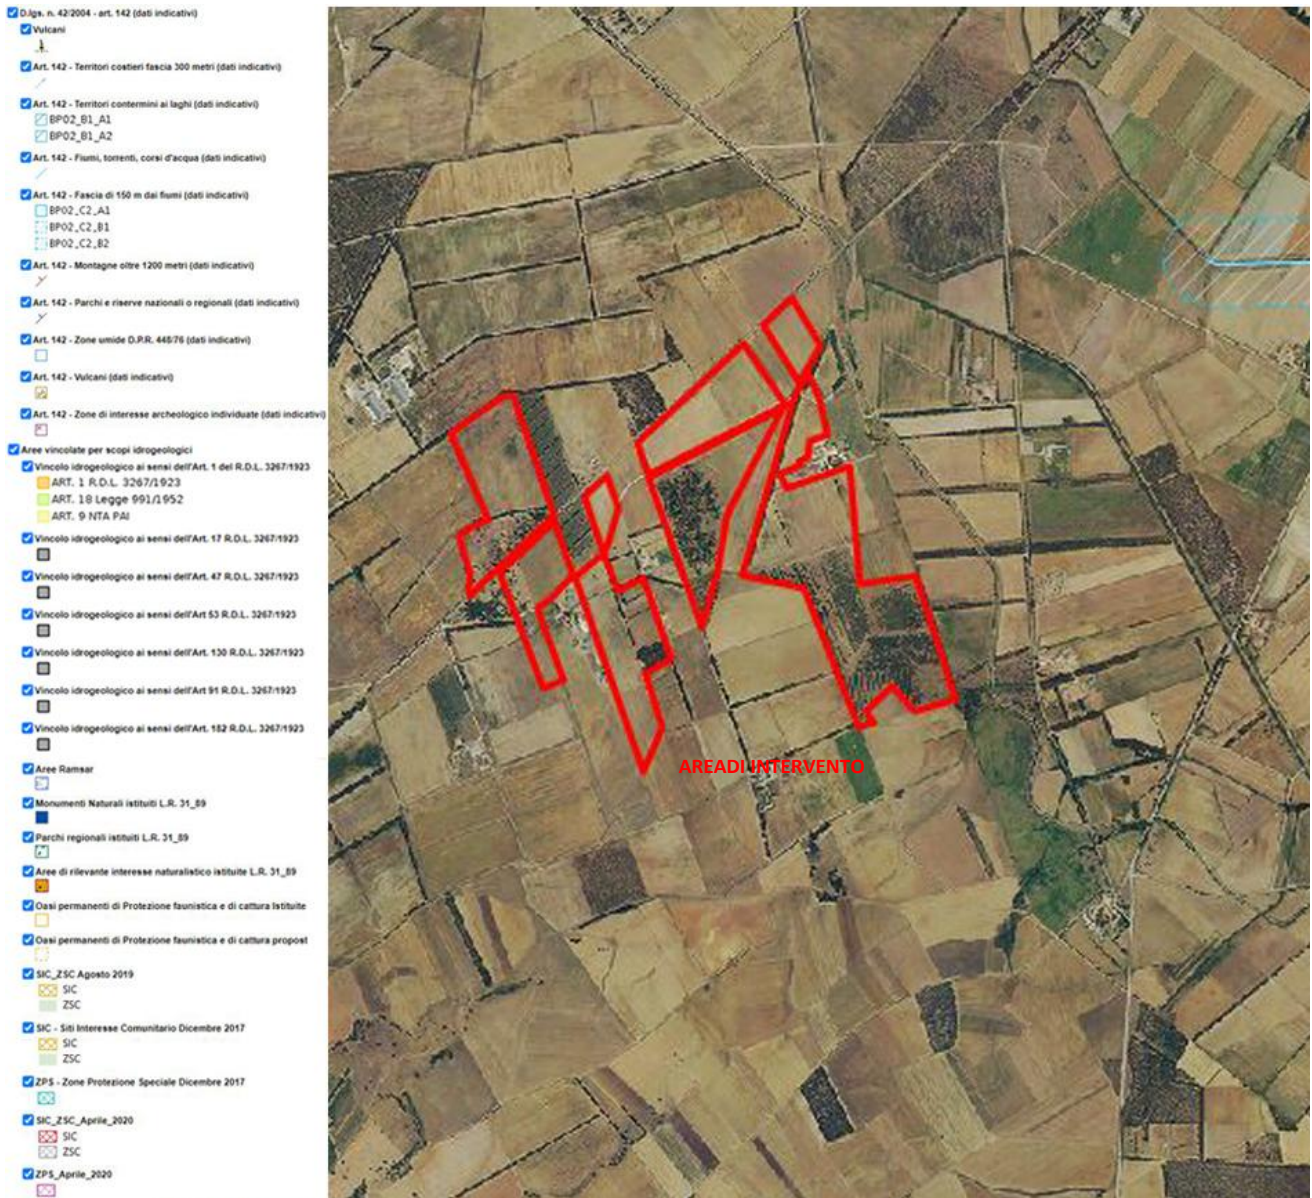 D.lgs. n. 42/2004 - art. 142 (dati indicativi)
Vulcani
Art. 142 - Territori costieri fascia 300 metri (dati indicativi)
Art. 142 - Territori contermini ai laghi (dati indicativi)
BP02_B1_A1
BP02_B1_A2
Art. 142 - Fiumi, torrenti, corsi d'acqua (dati indicativi)
Art. 142 - Fascia di 150 m dai fiumi (dati indicativi)
BP02_C2_A1
BP02_C2_B1
BP02_C2_B2
Art. 142 - Montagne oltre 1200 metri (dati indicativi)
Art. 142 - Parchi e riserve nazionali o regionali (dati indicativi)
Art. 142 - Zone umide D.P.R. 448/76 (dati indicativi)
Art. 142 - Vulcani (dati indicativi)
Art. 142 - Zone di interesse archeologico individuate (dati indicativi)
Aree vincolate per scopi idrogeologici
Vincolo idrogeologico ai sensi dell'Art. 1 del R.D.L. 3267/1923
ART. 1 R.D.L. 3267/1923
ART. 18 Legge 991/1952
ART. 9 NTA PAI
Vincolo idrogeologico ai sensi dell'Art. 17 R.D.L. 3267/1923
Vincolo idrogeologico ai sensi dell'Art. 47 R.D.L. 3267/1923
Vincolo idrogeologico ai sensi dell'Art 53 R.D.L. 3267/1923
Vincolo idrogeologico ai sensi dell'Art. 130 R.D.L. 3267/1923
Vincolo idrogeologico ai sensi dell'Art 91 R.D.L. 3267/1923
Vincolo idrogeologico ai sensi dell'Art. 182 R.D.L. 3267/1923
Aree Ramsar
Monumenti Naturali istituiti L.R. 31_89
Parchi regionali istituiti L.R. 31_89
Aree di rilevante interesse naturalistico istituite L.R. 31_89
Oasi permanenti di Protezione faunistica e di cattura Istituite
Oasi permanenti di Protezione faunistica e di cattura propost
SIC_ZSC Agosto 2019
SIC
ZSC
SIC - Siti Interesse Comunitario Dicembre 2017
SIC
ZSC
ZPS - Zone Protezione Speciale Dicembre 2017
SIC_ZSC_Aprile_2020
SIC
ZSC
ZPS_Aprile_2020
AREADI INTERVENTO